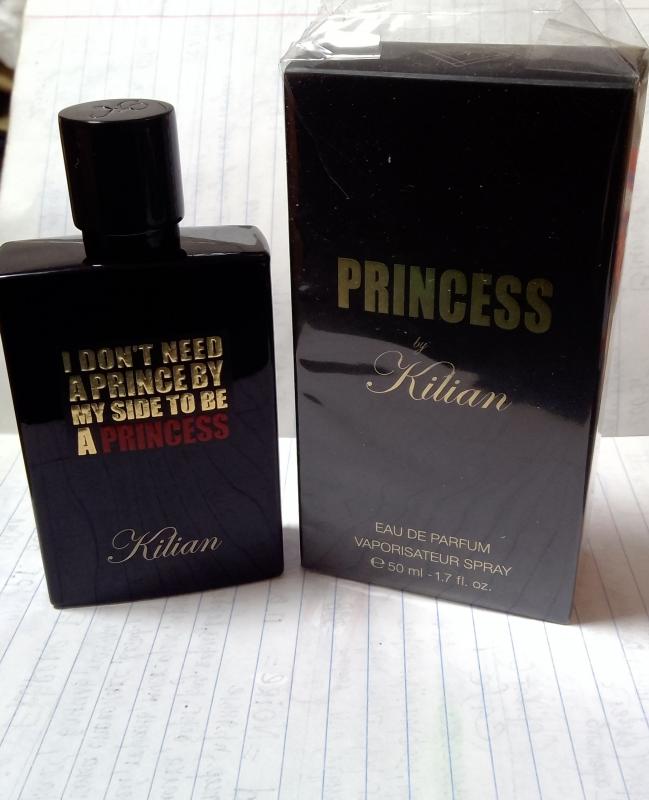 I DON'T NEED
A PRINCE BY
MY SIDE TO BE
A PRINCESS
Kilian
PRINCESS
by
Kilian
EAU DE PARFUM
VAPORISATEUR SPRAY
℮ 50 ml - 1.7 fl. oz.